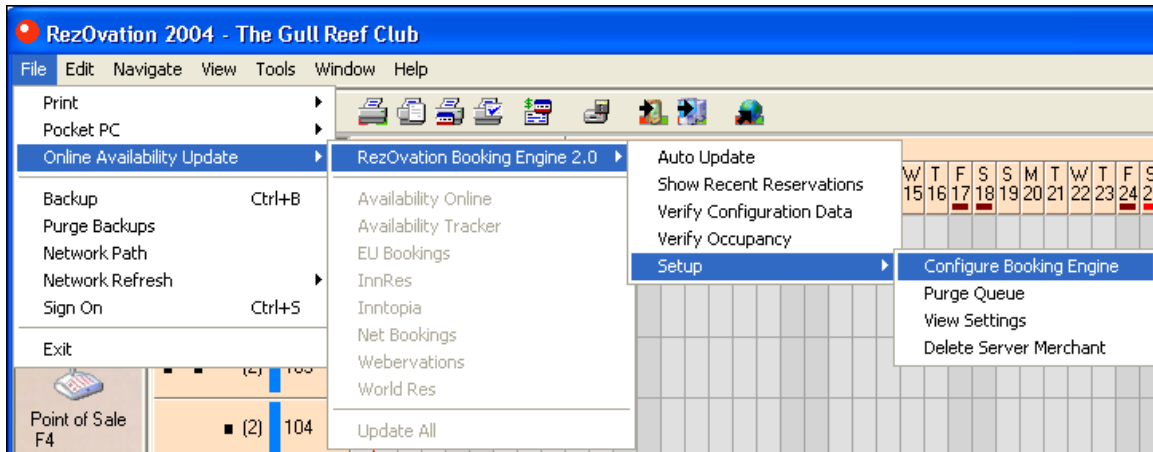 RezOvation 2004 - The Gull Reef Club
File Edit Navigate View Tools Window Help
Print
Pocket PC
Online Availability Update
Backup Ctrl+B
Purge Backups
Network Path
Network Refresh
Sign On Ctrl+S
Exit
RezOvation Booking Engine 2.0
Availability Online
Availability Tracker
EU Bookings
InnRes
Inntopia
Net Bookings
Webervations
World Res
Update All
Auto Update
Show Recent Reservations
Verify Configuration Data
Verify Occupancy
Setup
Configure Booking Engine
Purge Queue
View Settings
Delete Server Merchant
W T F S S M T W T F S
15 16 17 18 19 20 21 22 23 24 2
Point of Sale
F4
(2) 104